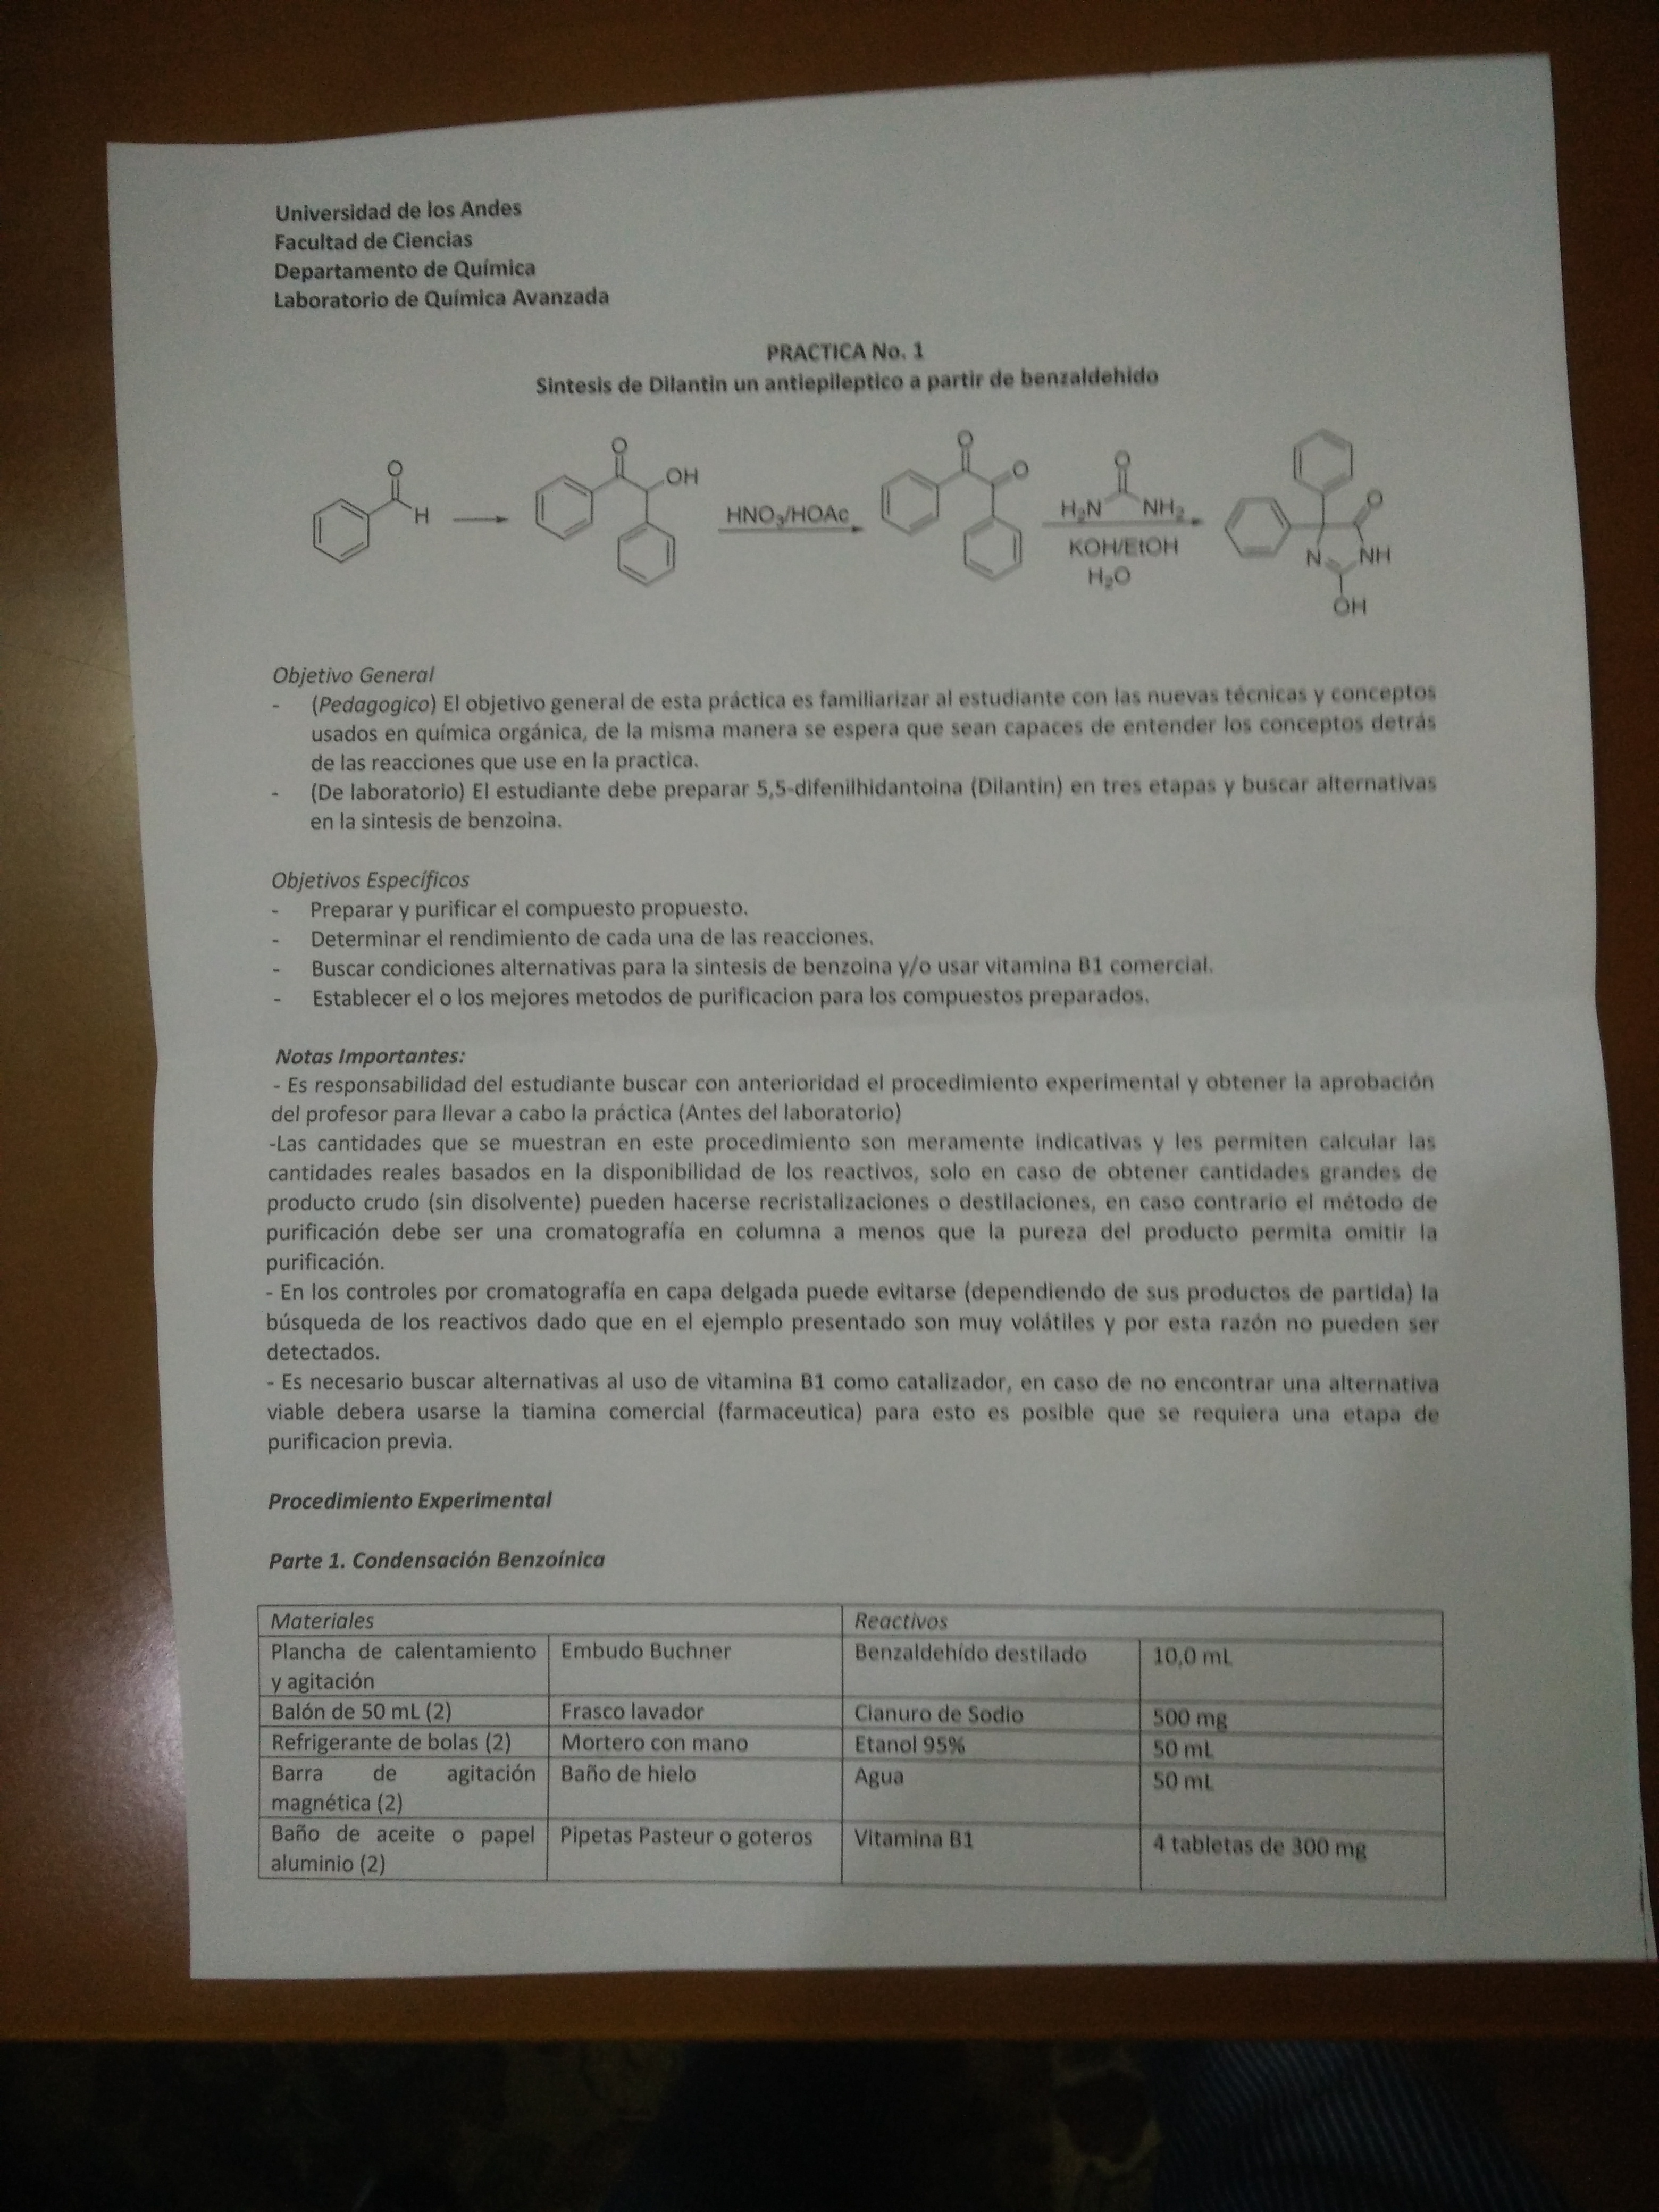 Universidad de los Andes
Facultad de Ciencias
Departamento de Química
Laboratorio de Química Avanzada
PRACTICA No. 1
Sintesis de Dilantin un antiepileptico a partir de benzaldehido
O
H
O
OH
HNO3/HOAc
O
O
O
H2N NH2
KOH/EtOH
H2O
O
N NH
OH
Objetivo General
- (Pedagogico) El objetivo general de esta práctica es familiarizar al estudiante con las nuevas técnicas y conceptos
usados en química orgánica, de la misma manera se espera que sean capaces de entender los conceptos detrás
de las reacciones que use en la practica.
- (De laboratorio) El estudiante debe preparar 5,5-difenilhidantoina (Dilantin) en tres etapas y buscar alternativas
en la sintesis de benzoina.
Objetivos Específicos
- Preparar y purificar el compuesto propuesto.
- Determinar el rendimiento de cada una de las reacciones.
- Buscar condiciones alternativas para la sintesis de benzoina y/o usar vitamina B1 comercial.
- Establecer el o los mejores metodos de purificacion para los compuestos preparados.
Notas Importantes:
- Es responsabilidad del estudiante buscar con anterioridad el procedimiento experimental y obtener la aprobación
del profesor para llevar a cabo la práctica (Antes del laboratorio)
-Las cantidades que se muestran en este procedimiento son meramente indicativas y les permiten calcular las
cantidades reales basados en la disponibilidad de los reactivos, solo en caso de obtener cantidades grandes de
producto crudo (sin disolvente) pueden hacerse recristalizaciones o destilaciones, en caso contrario el método de
purificación debe ser una cromatografía en columna a menos que la pureza del producto permita omitir la
purificación.
- En los controles por cromatografía en capa delgada puede evitarse (dependiendo de sus productos de partida) la
búsqueda de los reactivos dado que en el ejemplo presentado son muy volátiles y por esta razón no pueden ser
detectados.
- Es necesario buscar alternativas al uso de vitamina B1 como catalizador, en caso de no encontrar una alternativa
viable debera usarse la tiamina comercial (farmaceutica) para esto es posible que se requiera una etapa de
purificacion previa.
Procedimiento Experimental
Parte 1. Condensación Benzoínica
Materiales Reactivos
Plancha de calentamiento Embudo Buchner Benzaldehído destilado 10,0 mL
y agitación
Balón de 50 mL (2) Frasco lavador Cianuro de Sodio 500 mg
Refrigerante de bolas (2) Mortero con mano Etanol 95% 50 mL
Barra de agitación Baño de hielo Agua 50 mL
magnética (2)
Baño de aceite o papel Pipetas Pasteur o goteros Vitamina B1 4 tabletas de 300 mg
aluminio (2)